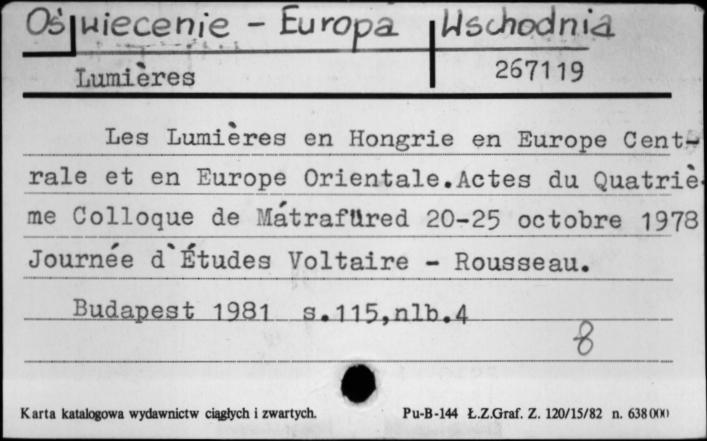 Oświecenie - Europa Wschodnia
Lumières
267119
Les Lumières en Hongrie en Europe Cent-
rale et en Europe Orientale.Actes du Quatriè-
me Colloque de Mátrafüred 20-25 octobre 1978
Journée d`Études Voltaire - Rousseau.
Budapest 1981 s.115,nlb.4
8
Karta katalogowa wydawnictw ciągłych i zwartych.
Pu-B-144 Ł.Z.Graf. Z. 120/15/82 n. 638000